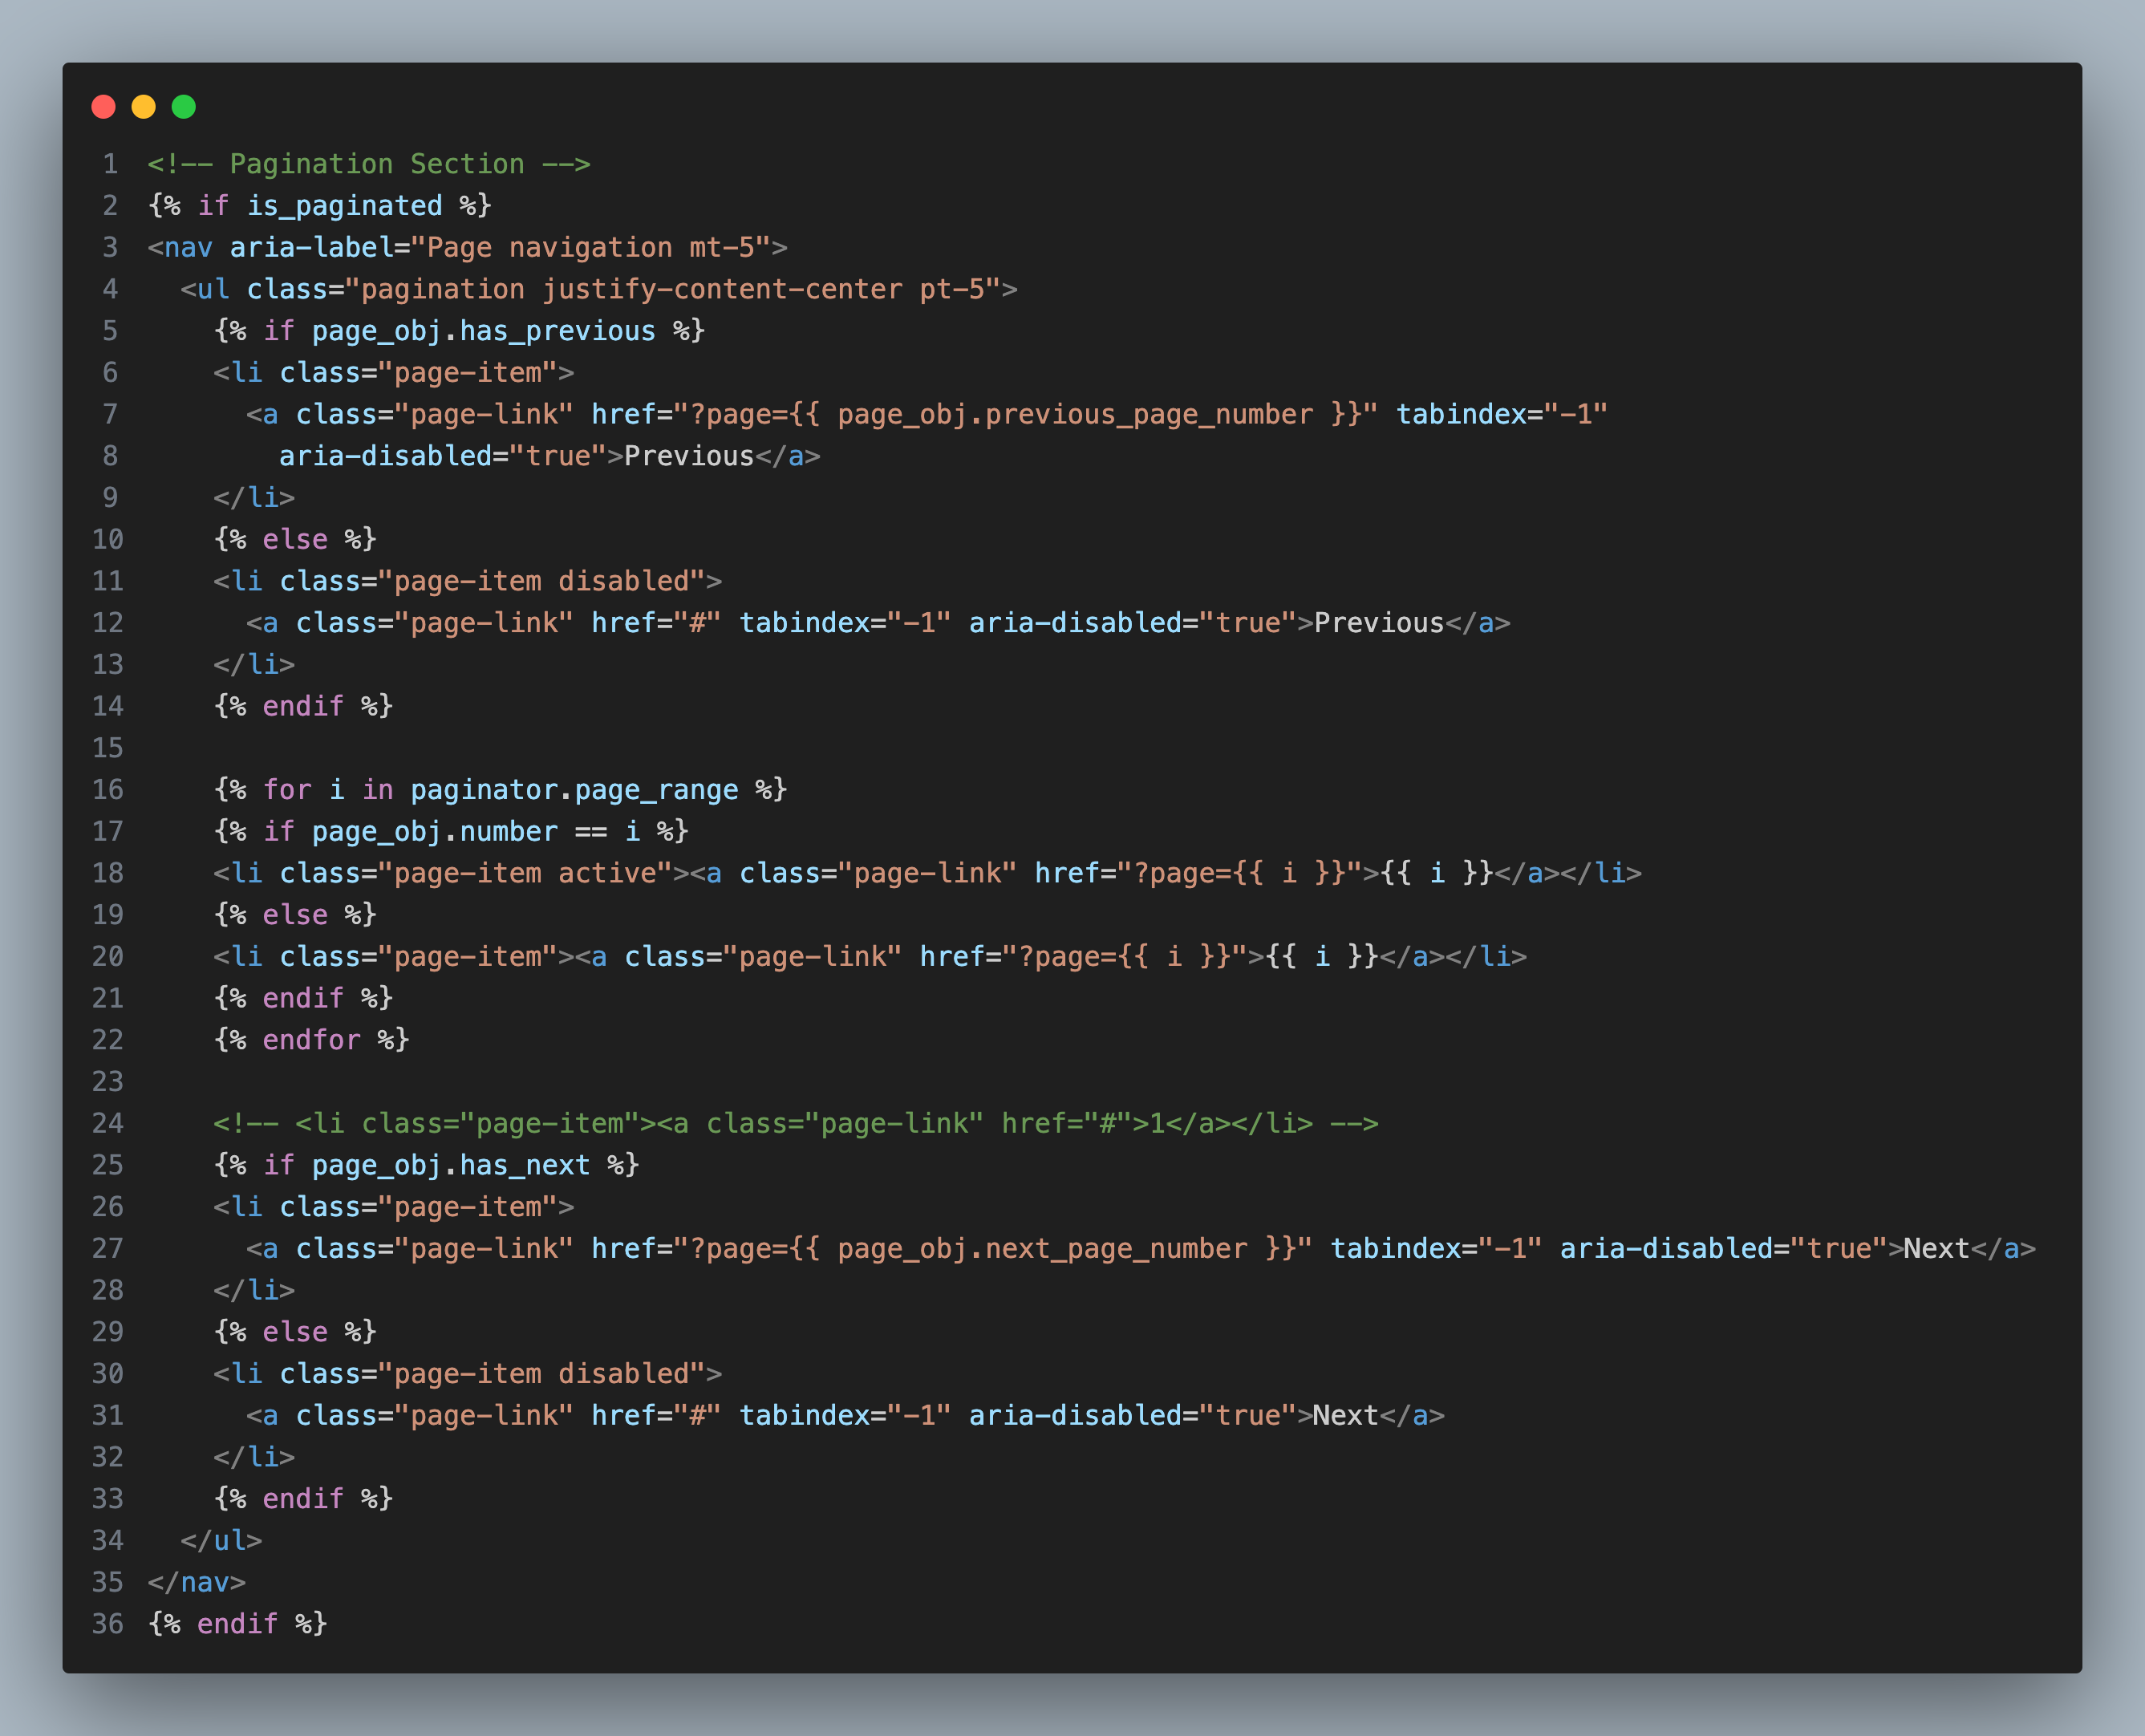 1 <!-- Pagination Section -->
2 {% if is_paginated %}
3 <nav aria-label="Page navigation mt-5">
4   <ul class="pagination justify-content-center pt-5">
5     {% if page_obj.has_previous %}
6     <li class="page-item">
7       <a class="page-link" href="?page={{ page_obj.previous_page_number }}" tabindex="-1"
8         aria-disabled="true">Previous</a>
9     </li>
10     {% else %}
11     <li class="page-item disabled">
12       <a class="page-link" href="#" tabindex="-1" aria-disabled="true">Previous</a>
13     </li>
14     {% endif %}
15
16     {% for i in paginator.page_range %}
17     {% if page_obj.number == i %}
18     <li class="page-item active"><a class="page-link" href="?page={{ i }}">{{ i }}</a></li>
19     {% else %}
20     <li class="page-item"><a class="page-link" href="?page={{ i }}">{{ i }}</a></li>
21     {% endif %}
22     {% endfor %}
23
24     <!-- <li class="page-item"><a class="page-link" href="#">1</a></li> -->
25     {% if page_obj.has_next %}
26     <li class="page-item">
27       <a class="page-link" href="?page={{ page_obj.next_page_number }}" tabindex="-1" aria-disabled="true">Next</a>
28     </li>
29     {% else %}
30     <li class="page-item disabled">
31       <a class="page-link" href="#" tabindex="-1" aria-disabled="true">Next</a>
32     </li>
33     {% endif %}
34   </ul>
35 </nav>
36 {% endif %}